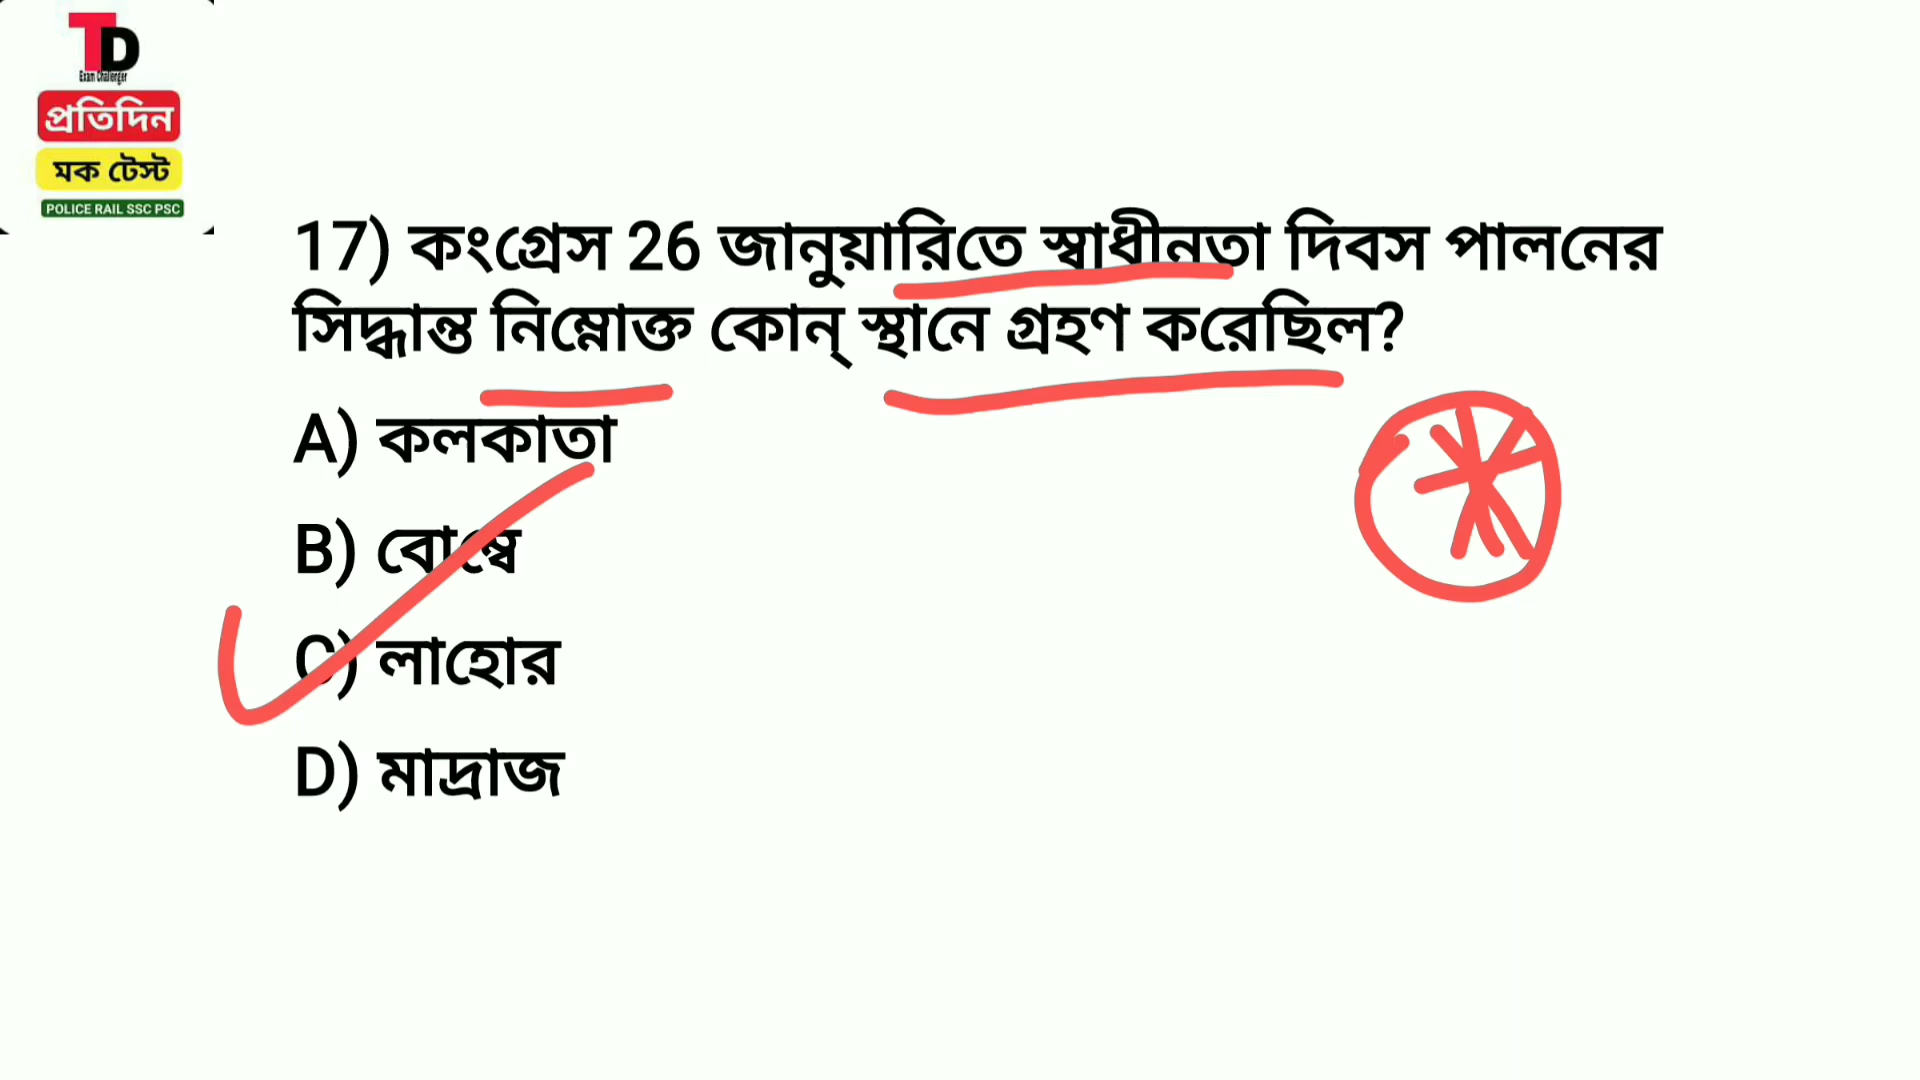 TD
Exam Challenger
প্রতিদিন
মক টেস্ট
POLICE RAIL SSC PSC
17) কংগ্রেস 26 জানুয়ারিতে স্বাধীনতা দিবস পালনের
সিদ্ধান্ত নিম্নোক্ত কোন্ স্থানে গ্রহণ করেছিল?
A) কলকাতা
B) বোম্বে
C) লাহোর
D) মাদ্রাজ